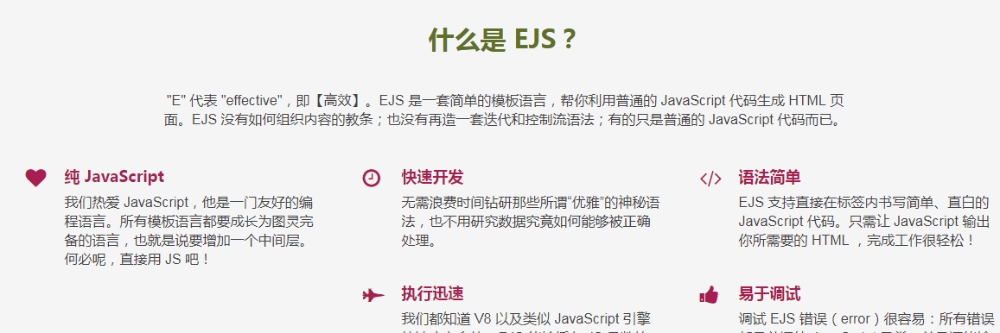 什么是 EJS？
"E" 代表 "effective"，即【高效】。EJS 是一套简单的模板语言，帮你利用普通的 JavaScript 代码生成 HTML 页
面。EJS 没有如何组织内容的教条；也没有再造一套迭代和控制流语法；有的只是普通的 JavaScript 代码而已。
纯 JavaScript
我们热爱 JavaScript，他是一门友好的编
程语言。所有模板语言都要成长为图灵完
备的语言，也就是说要增加一个中间层。
何必呢，直接用 JS 吧！
快速开发
无需浪费时间钻研那些所谓“优雅”的神秘语
法，也不用研究数据究竟如何能够被正确
处理。
语法简单
EJS 支持直接在标签内书写简单、直白的
JavaScript 代码。只需让 JavaScript 输出
你所需要的 HTML ，完成工作很轻松！
执行迅速
我们都知道 V8 以及类似 JavaScript 引擎
易于调试
调试 EJS 错误（error）很容易：所有错误